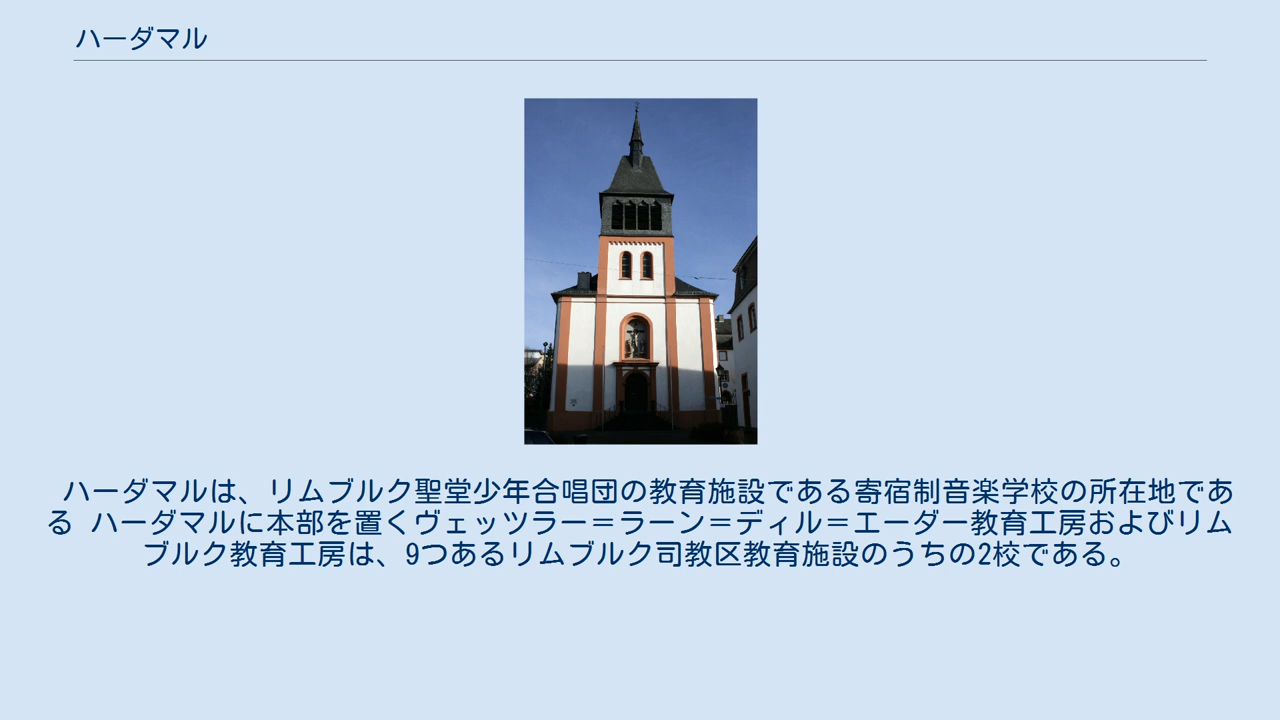 ハーダマル
ハーダマルは、リムブルク聖堂少年合唱団の教育施設である寄宿制音楽学校の所在地であ
る ハーダマルに本部を置くヴェッツラー＝ラーン＝ディル＝エーダー教育工房およびリム
ブルク教育工房は、9つあるリムブルク司教区教育施設のうちの2校である。